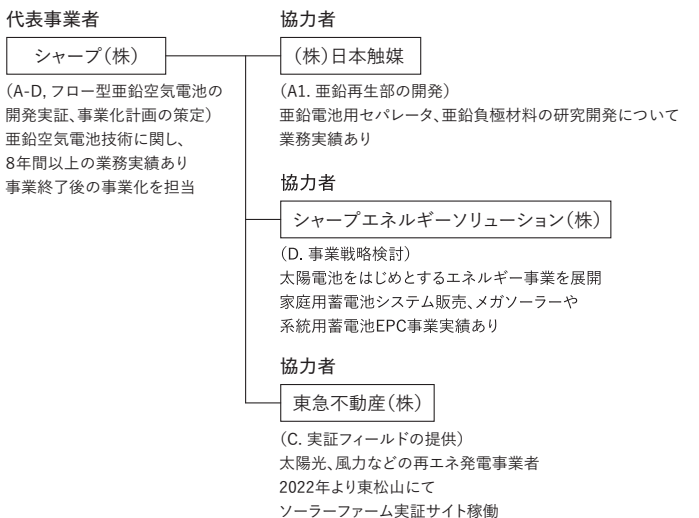 代表事業者
シャープ(株)
(A-D, フロー型亜鉛空気電池の
開発実証、事業化計画の策定)
亜鉛空気電池技術に関し、
8年間以上の業務実績あり
事業終了後の事業化を担当
協力者
(株)日本触媒
(A1. 亜鉛再生部の開発)
亜鉛電池用セパレータ、亜鉛負極材料の研究開発について
業務実績あり
協力者
シャープエネルギーソリューション(株)
(D. 事業戦略検討)
太陽電池をはじめとするエネルギー事業を展開
家庭用蓄電池システム販売、メガソーラーや
系統用蓄電池EPC事業実績あり
協力者
東急不動産(株)
(C. 実証フィールドの提供)
太陽光、風力などの再エネ発電事業者
2022年より東松山にて
ソーラーファーム実証サイト稼働